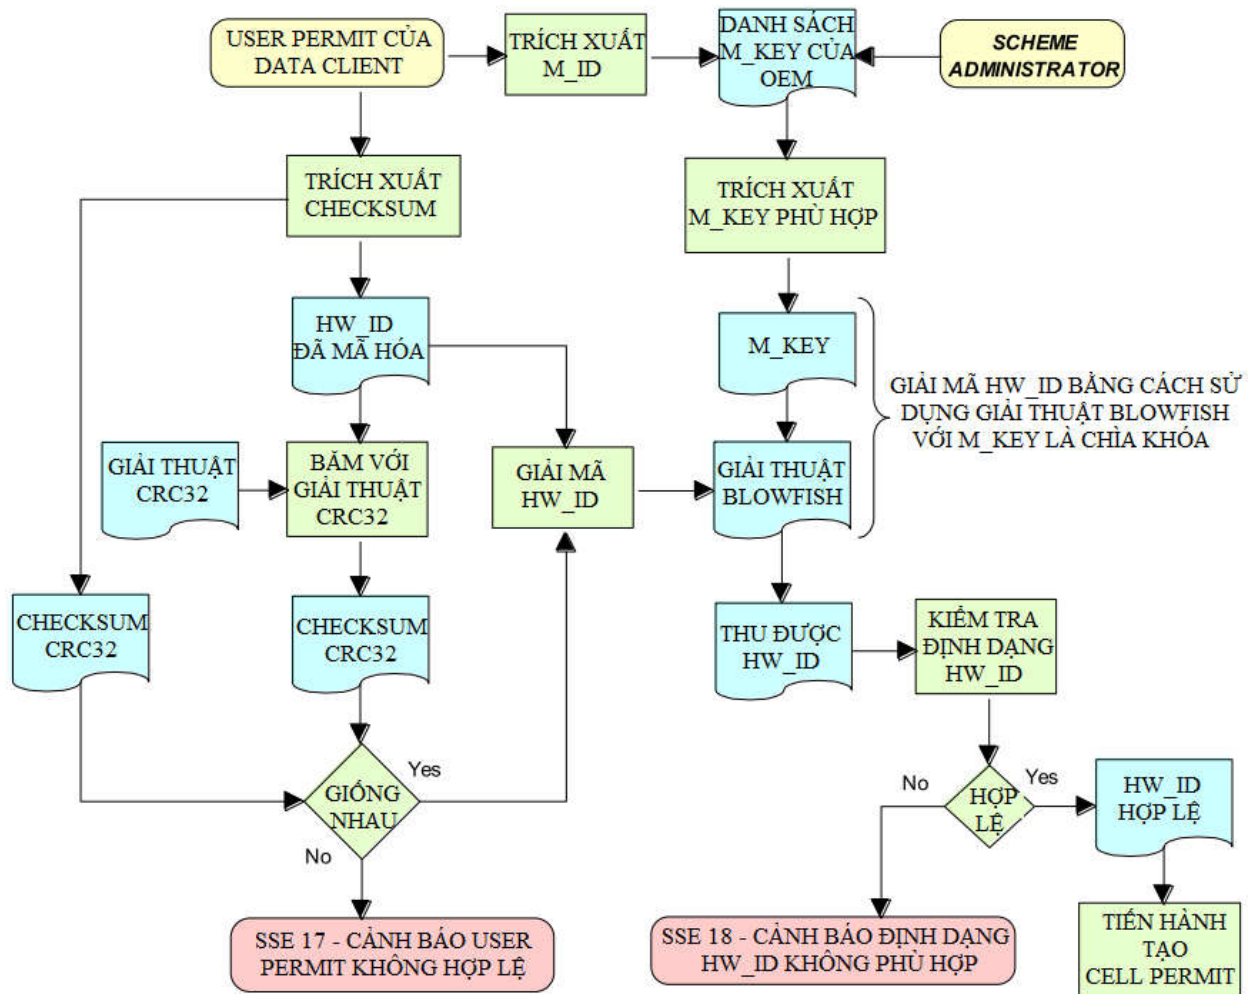 USER PERMIT CỦA
DATA CLIENT
TRÍCH XUẤT
M_ID
DANH SÁCH
M_KEY CỦA
OEM
SCHEME
ADMINISTRATOR
TRÍCH XUẤT
CHECKSUM
TRÍCH XUẤT
M_KEY PHÙ HỢP
HW_ID
ĐÃ MÃ HÓA
M_KEY
GIẢI MÃ HW_ID BẰNG CÁCH SỬ
DỤNG GIẢI THUẬT BLOWFISH
VỚI M_KEY LÀ CHÌA KHÓA
GIẢI THUẬT
CRC32
BĂM VỚI
GIẢI THUẬT
CRC32
GIẢI MÃ
HW_ID
GIẢI THUẬT
BLOWFISH
CHECKSUM
CRC32
CHECKSUM
CRC32
THU ĐƯỢC
HW_ID
KIỂM TRA
ĐỊNH DẠNG
HW_ID
GIỐNG
NHAU
Yes
No
HỢP
LỆ
No
Yes
HW_ID
HỢP LỆ
SSE 17 - CẢNH BÁO USER
PERMIT KHÔNG HỢP LỆ
SSE 18 - CẢNH BÁO ĐỊNH DẠNG
HW_ID KHÔNG PHÙ HỢP
TIẾN HÀNH
TẠO
CELL PERMIT